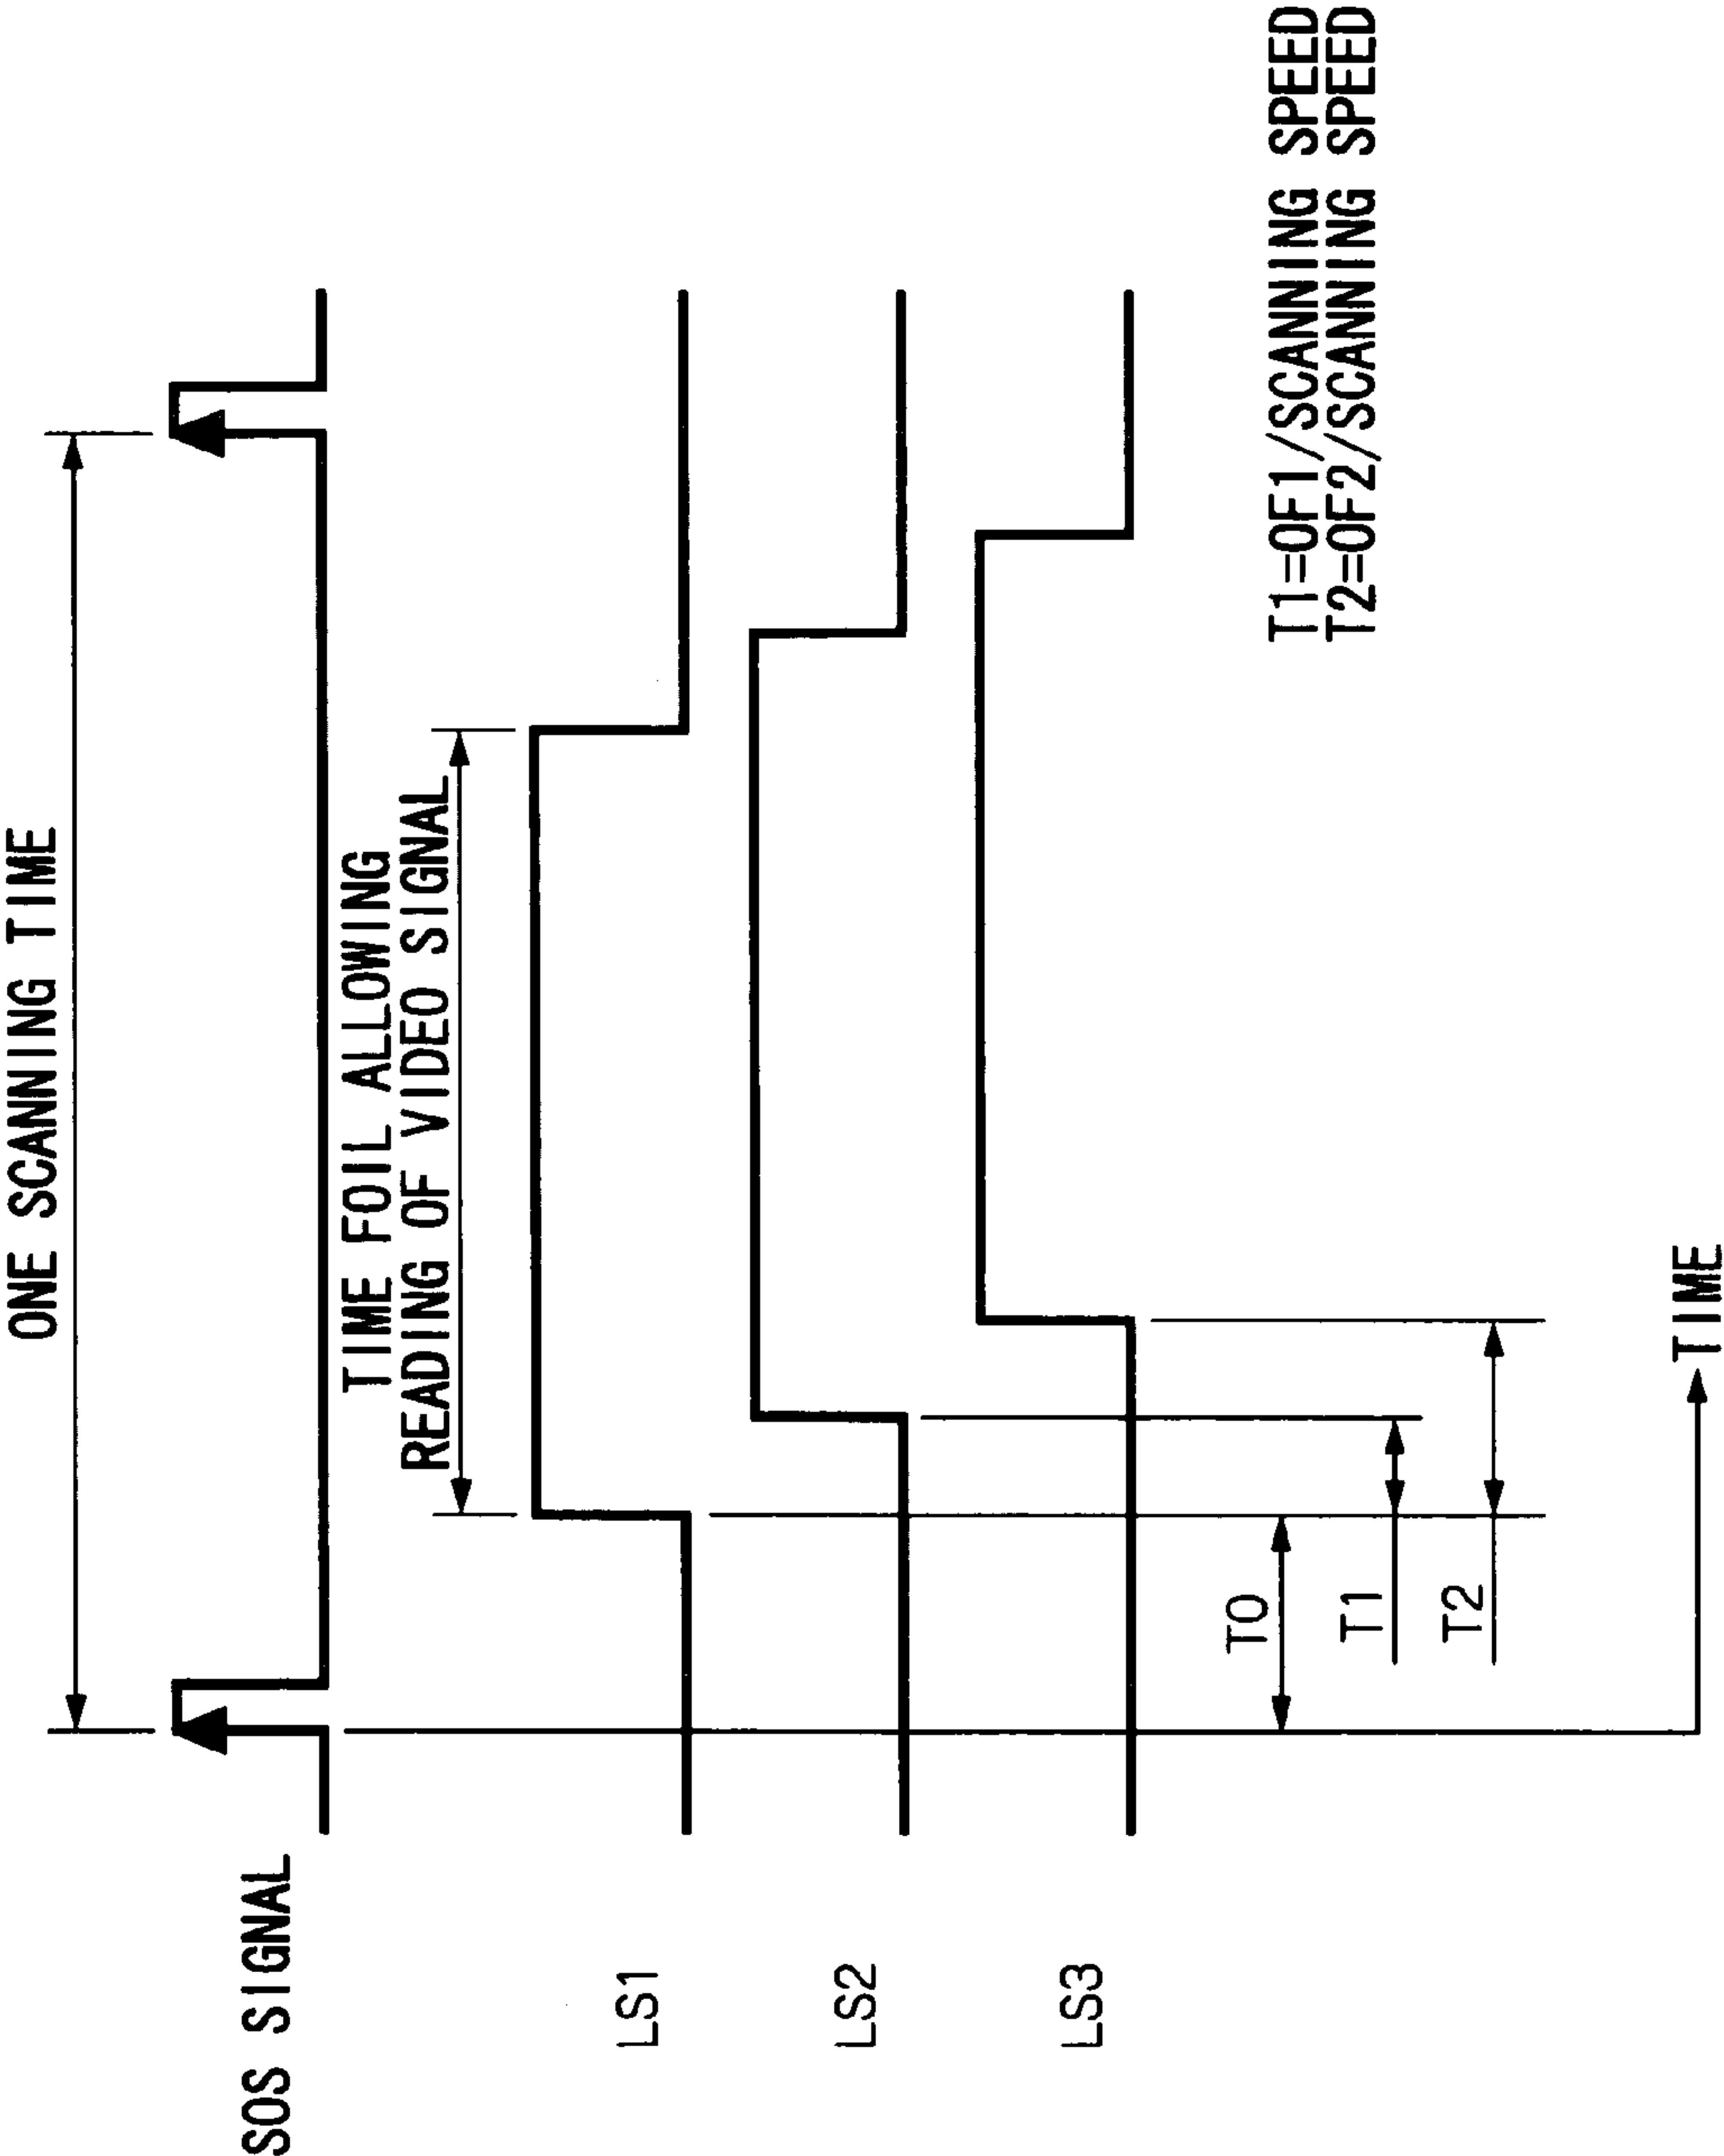 ONE SCANNING TIME
SOS SIGNAL
TIME FOIL ALLOWING
READING OF VIDEO SIGNAL
LS1
LS2
LS3
T0
T1
T2
T1=OF1/SCANNING SPEED
T2=OF2/SCANNING SPEED
TIME